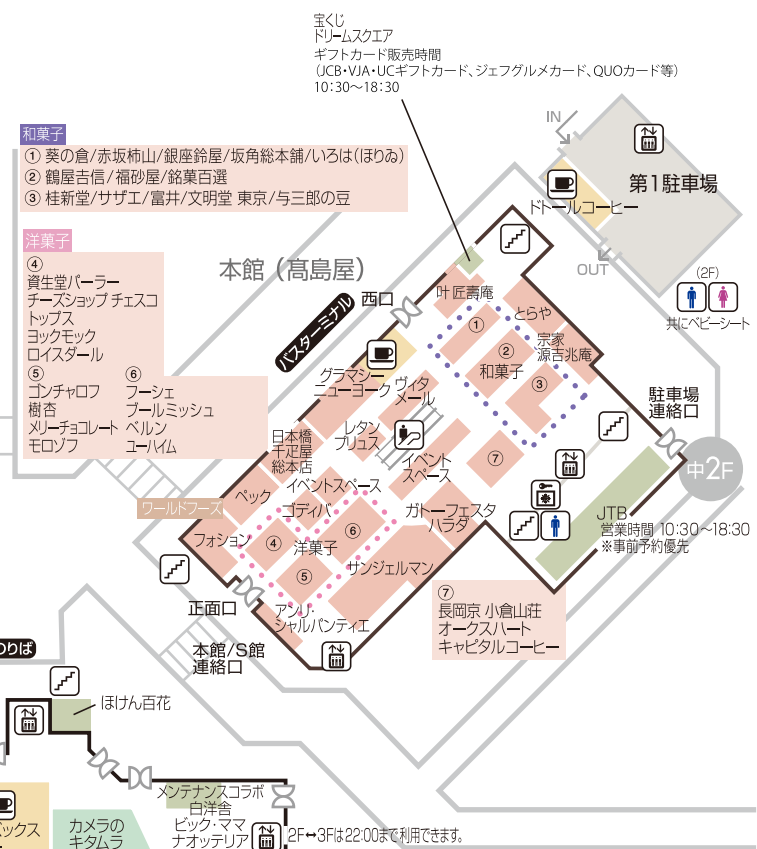 宝くじ
ドリームスクエア
ギフトカード販売時間
(JCB・VJA・UCギフトカード、ジェフグルメカード、QUOカード等)
10:30〜18:30
和菓子
① 葵の倉/赤坂柿山/銀座鈴屋/坂角総本舗/いろは(ほりゐ)
② 鶴屋吉信/福砂屋/銘菓百選
③ 桂新堂/サザエ/富井/文明堂 東京/与三郎の豆
IN
第1駐車場
ドトールコーヒー
OUT
(2F)
共にベビーシート
洋菓子
④
資生堂パーラー
チーズショップ チェスコ
トップス
ヨックモック
ロイスダール
⑤
ゴンチャロフ
樹杏
メリーチョコレート
モロゾフ
⑥
フーシェ
ブールミッシュ
ベルン
ユーハイム
本館(髙島屋)
バスターミナル
西口
叶 匠壽庵
とらや
①
②
和菓子
③
宗家
源吉兆庵
グラマシー
ニューヨーク
ヴィタ
メール
駐車場
連絡口
レタン
プリュス
日本橋
千疋屋
総本店
イベント
スペース
⑦
中2F
ペック
イベントスペース
ワールドフーズ
ゴディバ
ガトーフェスタ
ハラダ
JTB
営業時間 10:30〜18:30
※事前予約優先
フォション
④
洋菓子
⑥
⑤
サンジェルマン
正面口
アンリ・
シャルパンティエ
⑦
長岡京 小倉山荘
オークスハート
キャピタルコーヒー
本館/S館
連絡口
のりば
ほけん百花
メンテナンスコラボ
白洋舎
ビック・ママ
ナオッテリア
カメラの
キタムラ
ックス
2F↔3Fは22:00まで利用できます。